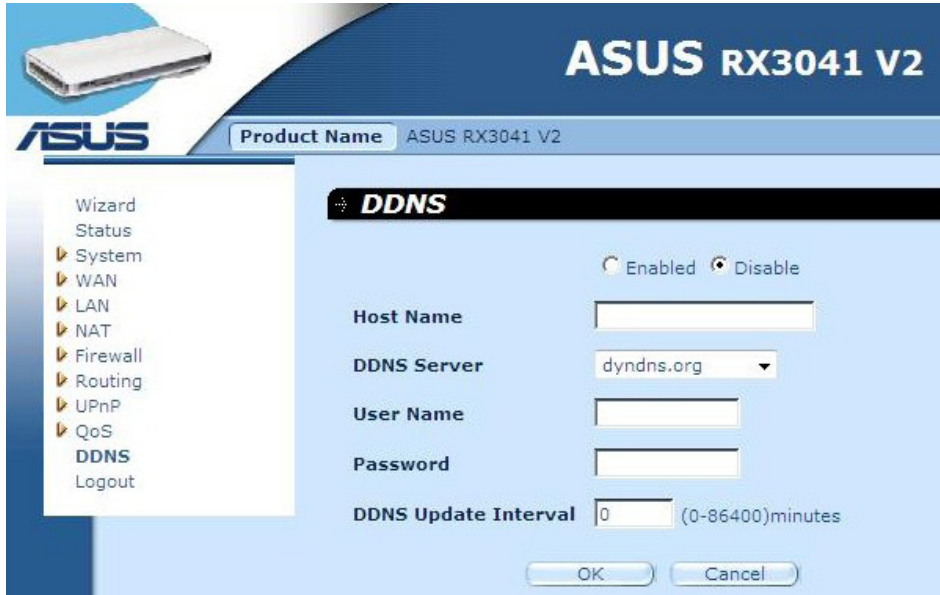 ASUS RX3041 V2
ASUS
Product Name ASUS RX3041 V2
Wizard
Status
System
WAN
LAN
NAT
Firewall
Routing
UPnP
QoS
DDNS
Logout
DDNS
Enabled Disable
Host Name
DDNS Server dyndns.org
User Name
Password
DDNS Update Interval 0 (0-86400)minutes
OK Cancel